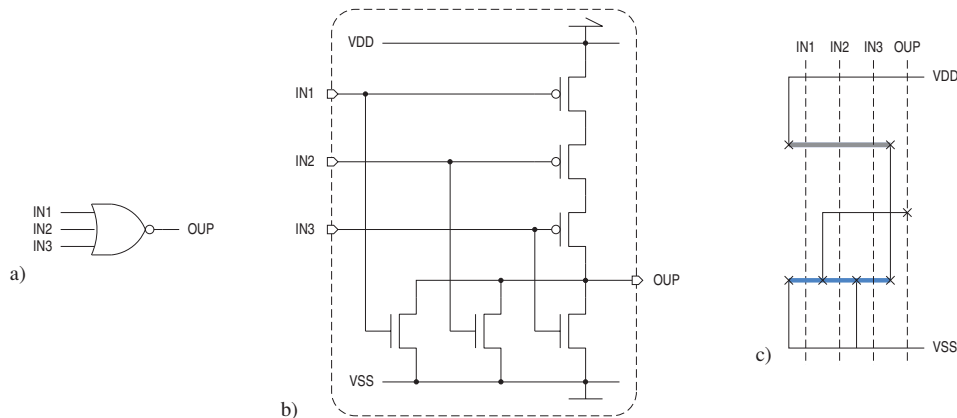 IN1
IN2
IN3
OUP
a)
VDD
IN1
IN2
IN3
OUP
VSS
b)
IN1 IN2 IN3 OUP
VDD
VSS
c)